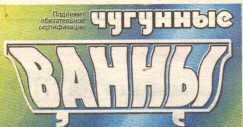 Подлежит
обязательной
сертификации
чугунные
ВАННЫ